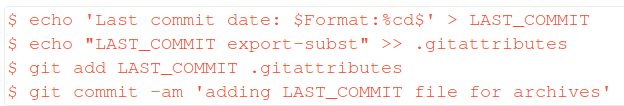 $ echo 'Last commit date: $Format:%cd$' > LAST_COMMIT
$ echo "LAST_COMMIT export-subst" >> .gitattributes
$ git add LAST_COMMIT .gitattributes
$ git commit -am 'adding LAST_COMMIT file for archives'